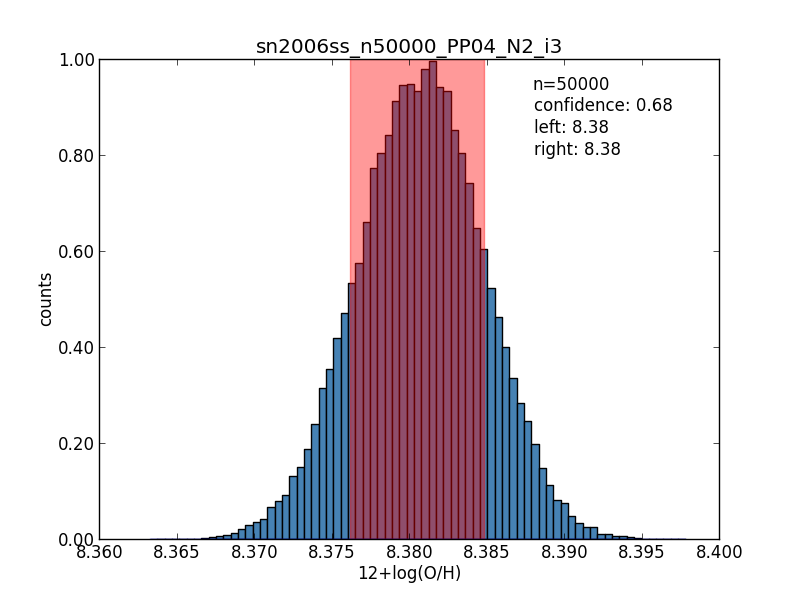 sn2006ss_n50000_PP04_N2_i3
1.00
0.80
0.60
0.40
0.20
0.00
counts
n=50000
confidence: 0.68
left: 8.38
right: 8.38
8.360 8.365 8.370 8.375 8.380 8.385 8.390 8.395 8.400
12+log(O/H)